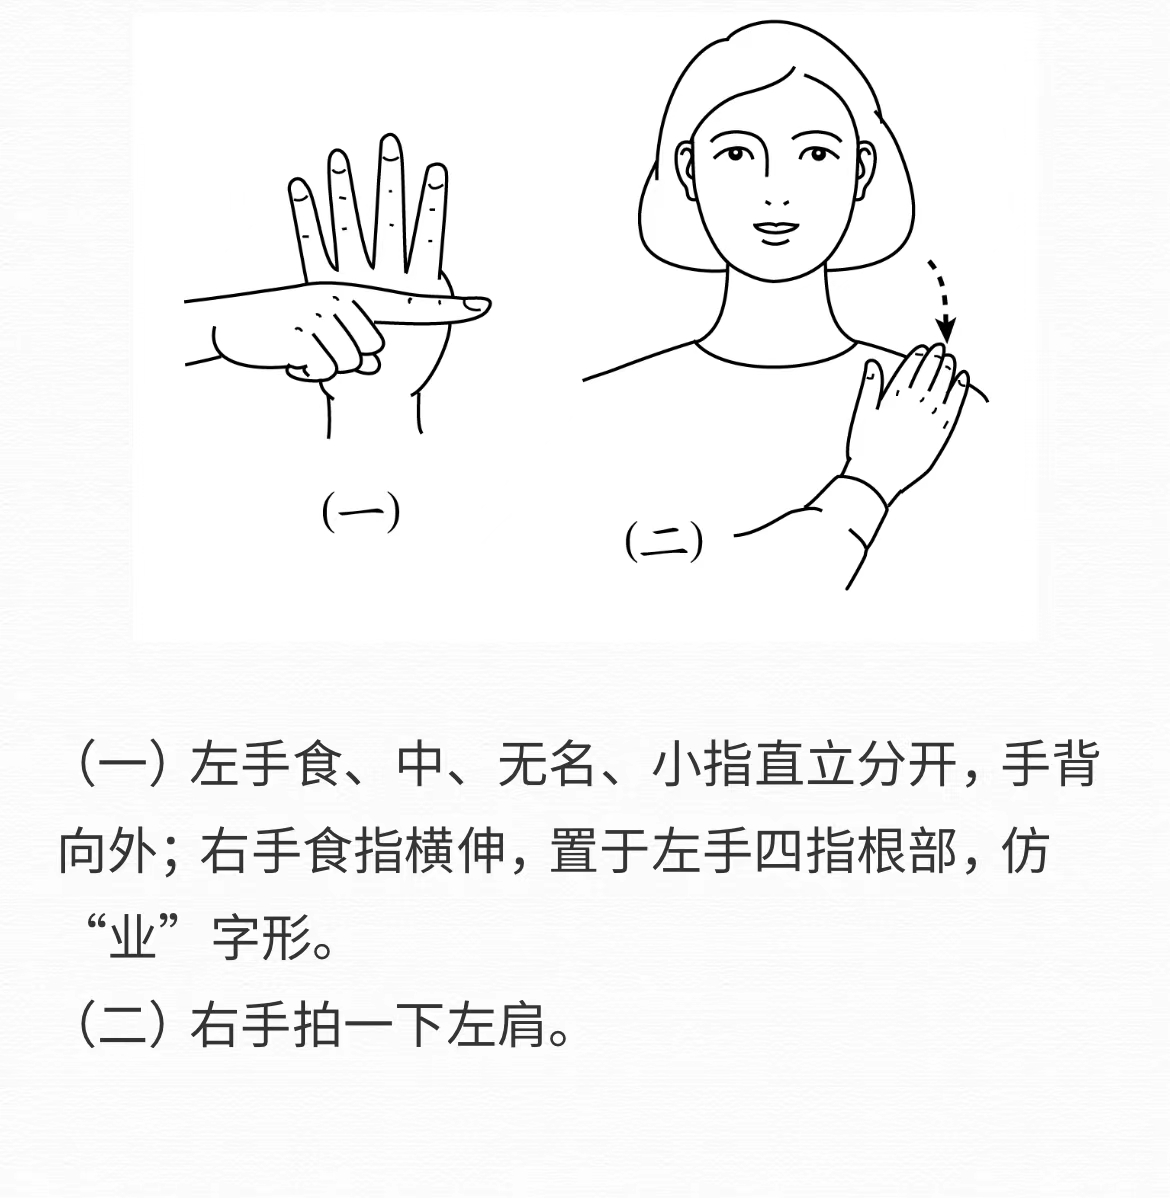 (一)
(二)
（一）左手食、中、无名、小指直立分开，手背
向外；右手食指横伸，置于左手四指根部，仿
“业”字形。
（二）右手拍一下左肩。